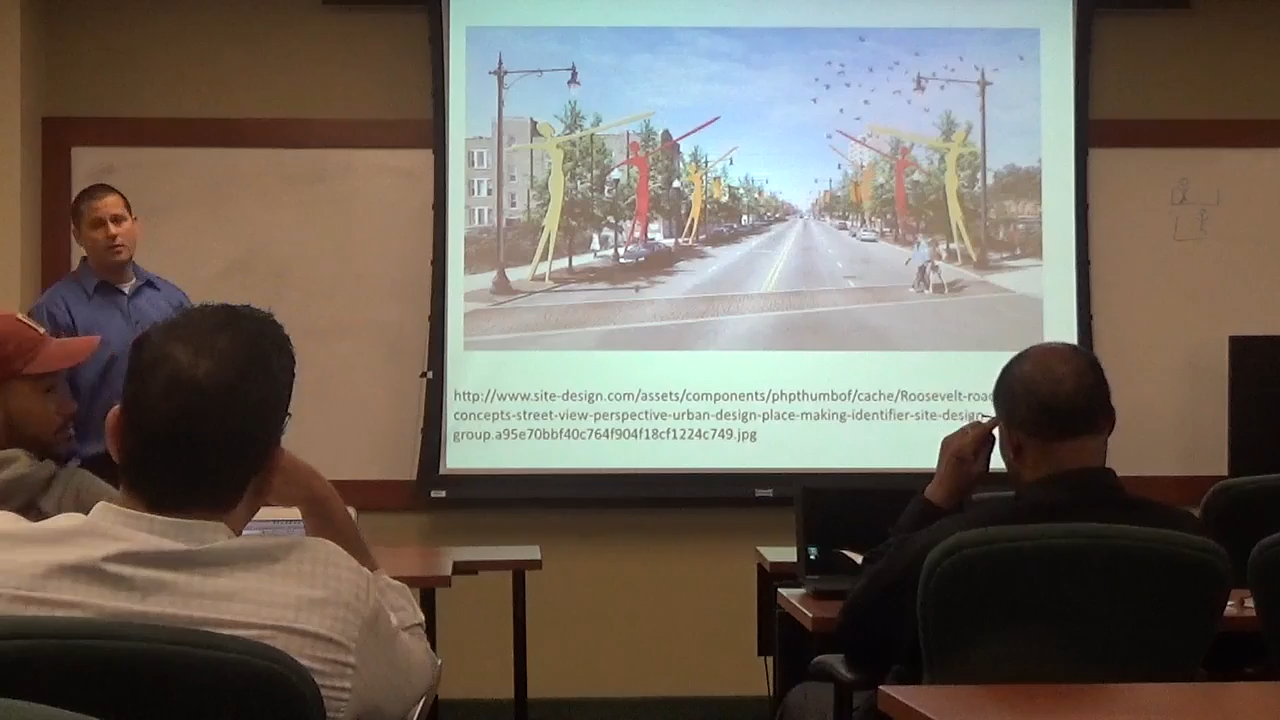 http://www.site-design.com/assets/components/phpthumbof/cache/Roosevelt-road
concepts-street-view-perspective-urban-design-place-making-identifier-site-design-
group.a95e70bbf40c764f904f18cf1224c749.jpg